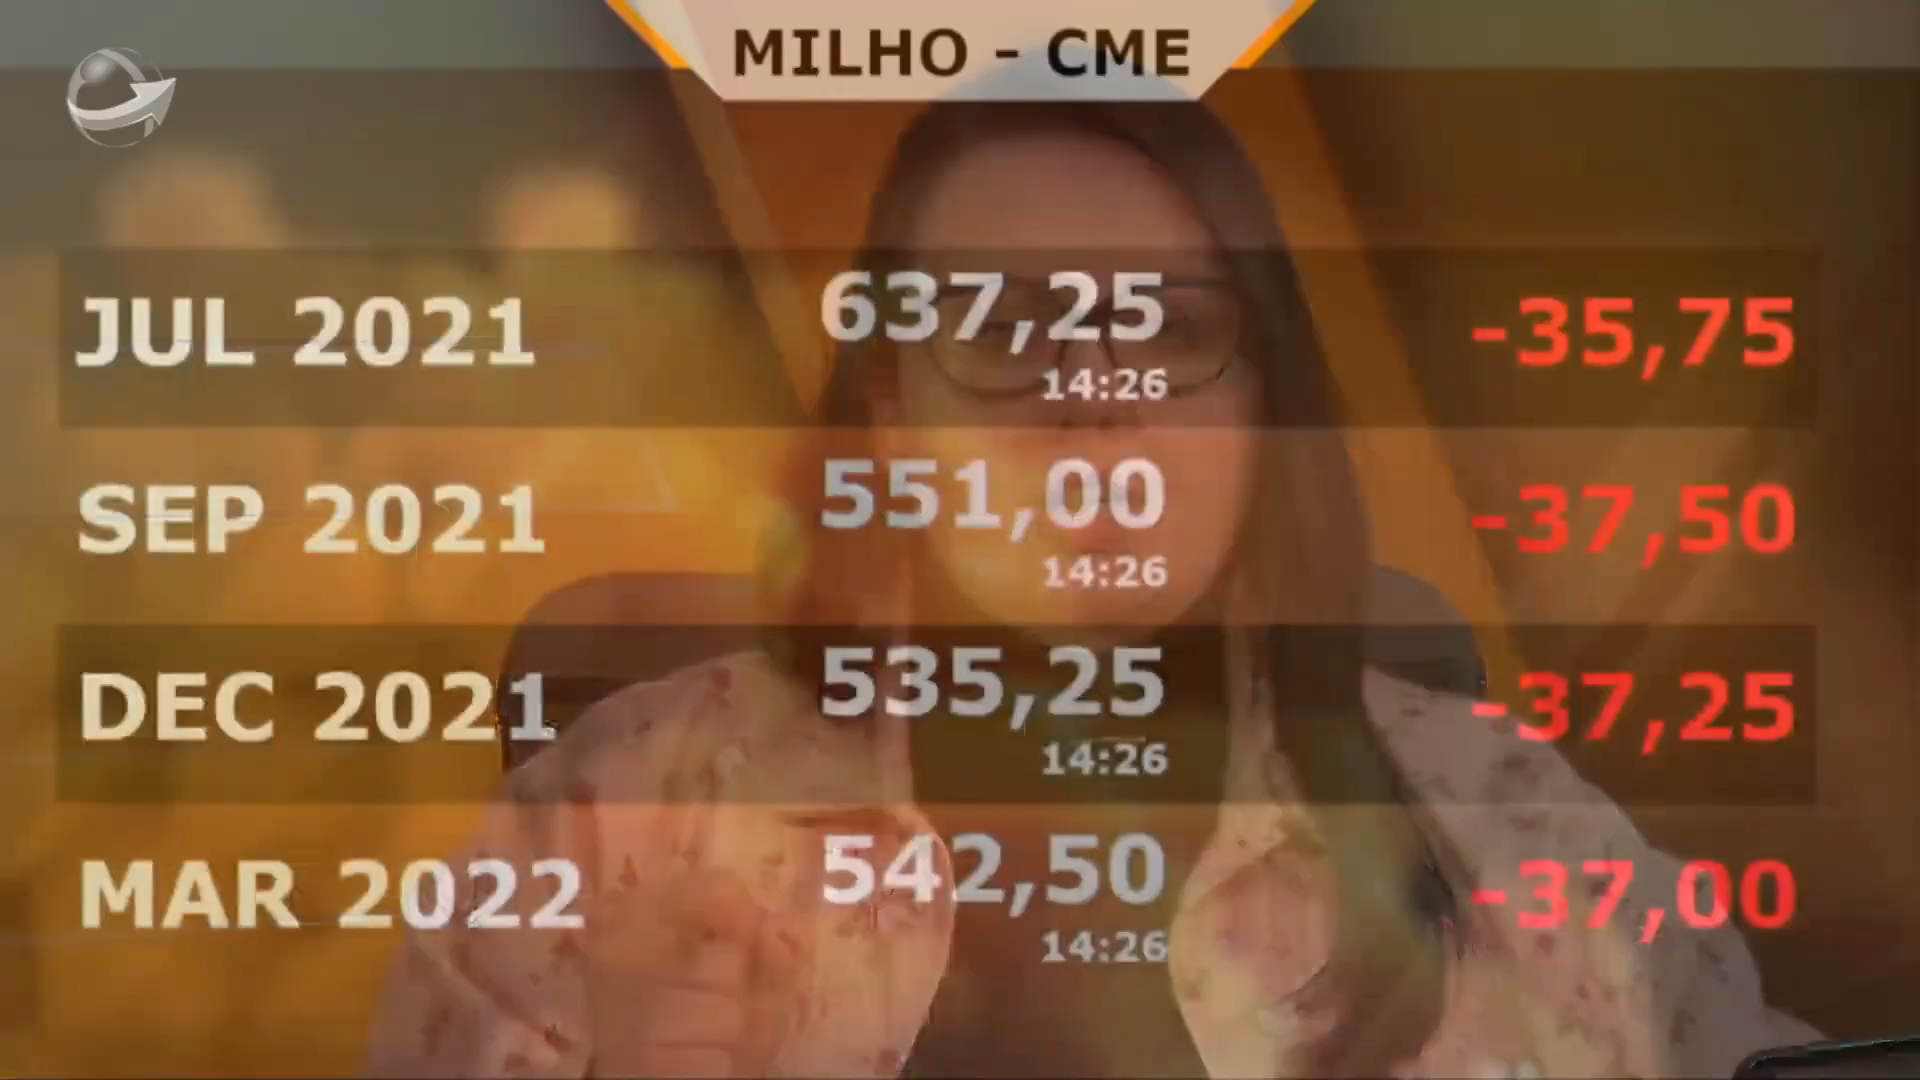 MILHO - CME
JUL 2021 637,25 -35,75
14:26
SEP 2021 551,00 -37,50
14:26
DEC 2021 535,25 -37,25
14:26
MAR 2022 542,50 -37,00
14:26